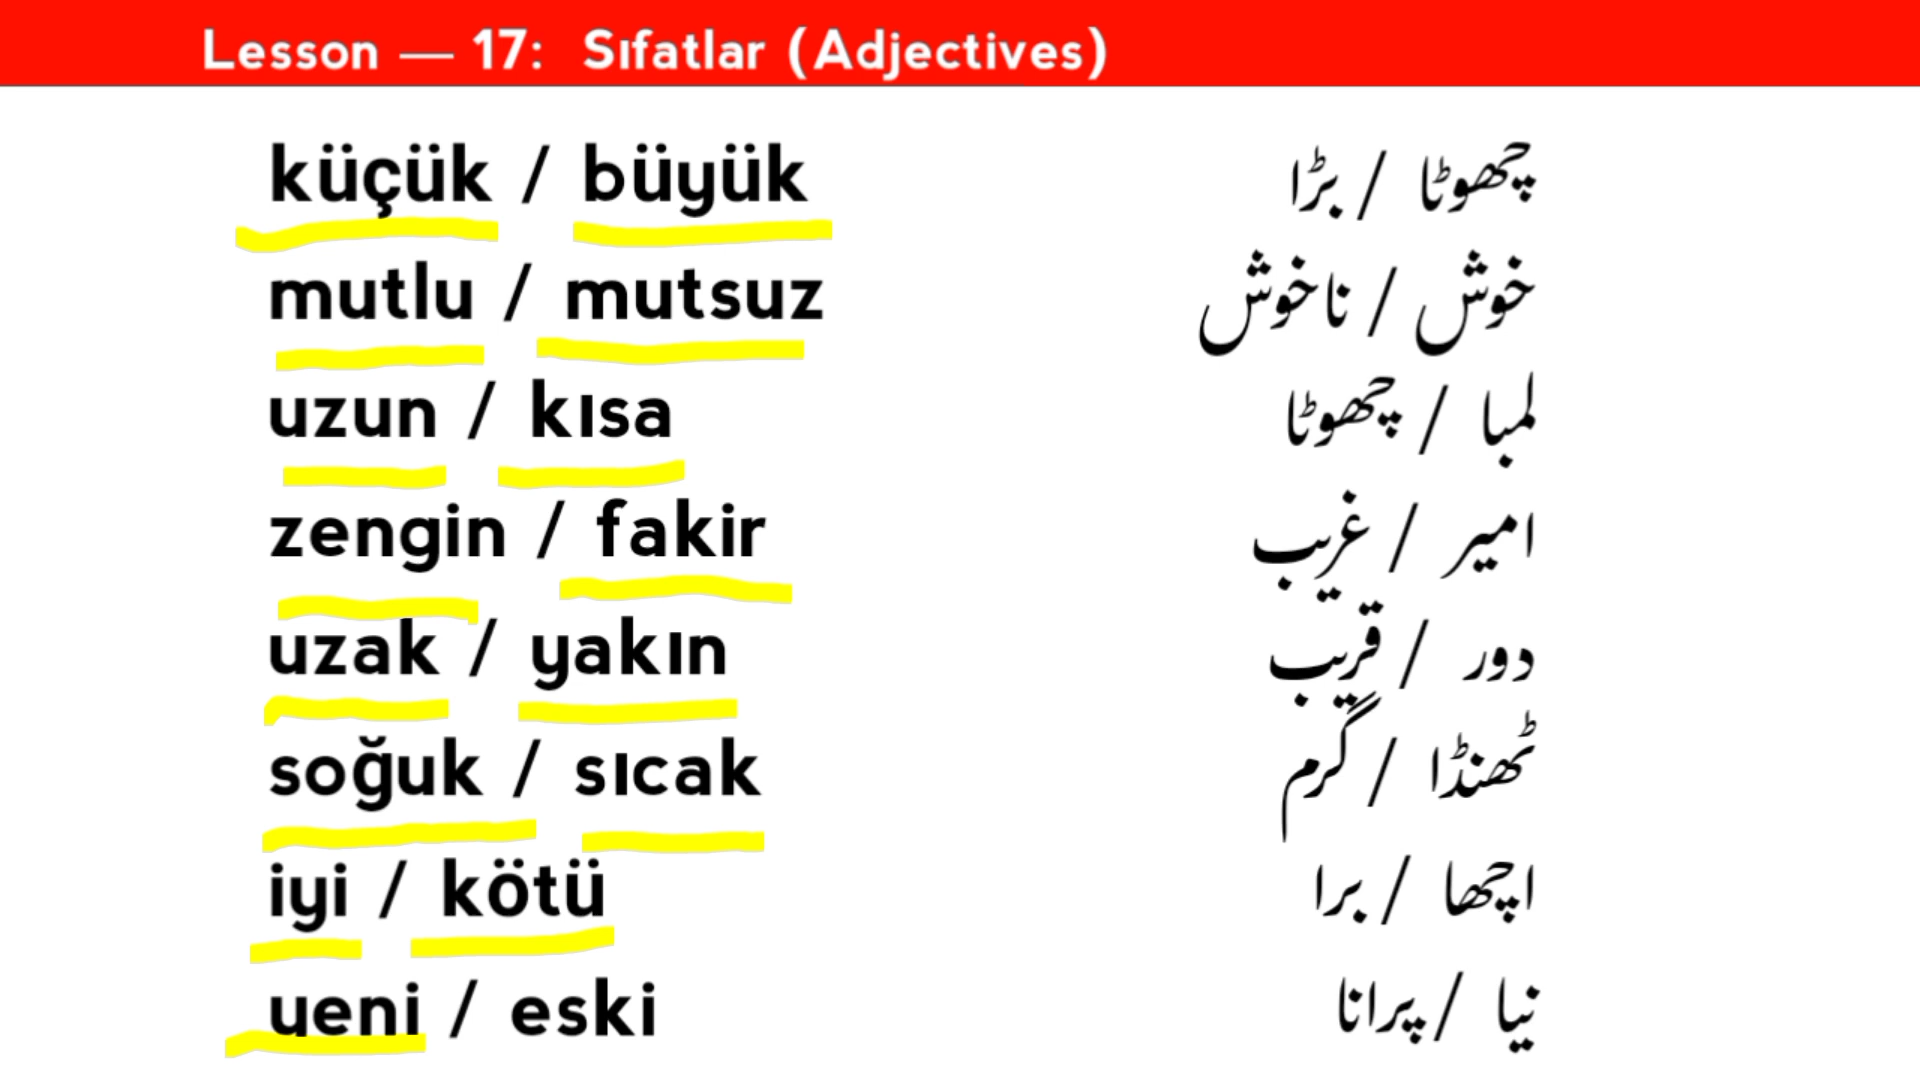 Lesson — 17: Sıfatlar (Adjectives)
küçük / büyük چھوٹا / بڑا
mutlu / mutsuz خوش / ناخوش
uzun / kısa لمبا / چھوٹا
zengin / fakir امیر / غریب
uzak / yakın دور / قریب
soğuk / sıcak ٹھنڈا / گرم
iyi / kötü اچھا / برا
yeni / eski نیا / پرانا